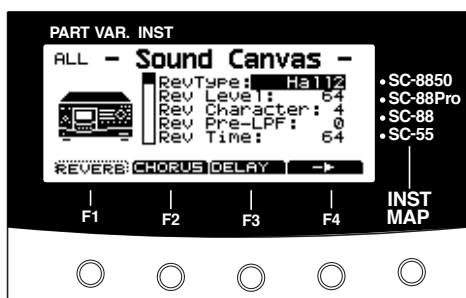 PART VAR. INST
ALL – Sound Canvas –
RevType: Hall2
Rev Level: 64
Rev Character: 4
Rev Pre-LPF: 0
Rev Time: 64
REVERB CHORUS DELAY
F1 F2 F3 F4
• SC-8850
• SC-88Pro
• SC-88
• SC-55
INST
MAP